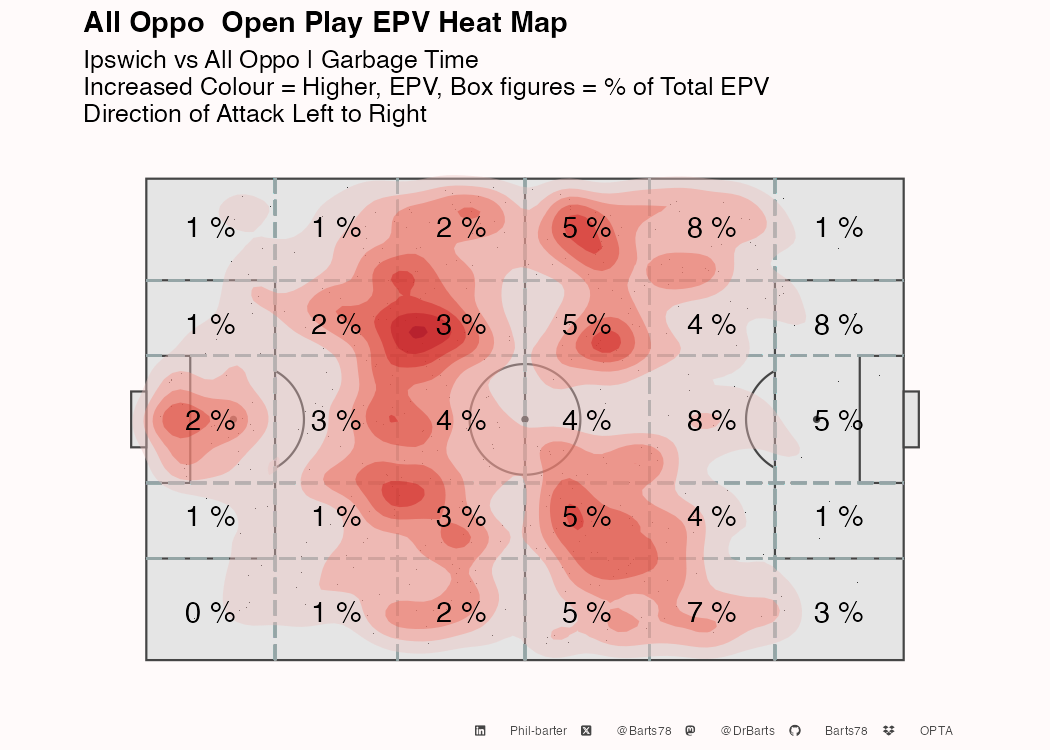 All Oppo  Open Play EPV Heat Map
Ipswich vs All Oppo | Garbage Time
Increased Colour = Higher, EPV, Box figures = % of Total EPV
Direction of Attack Left to Right
1 % 1 % 2 % 5 % 8 % 1 %
1 % 2 % 3 % 5 % 4 % 8 %
2 % 3 % 4 % 4 % 8 % 5 %
1 % 1 % 3 % 5 % 4 % 1 %
0 % 1 % 2 % 5 % 7 % 3 %
Phil-barter @Barts78 @DrBarts Barts78 OPTA